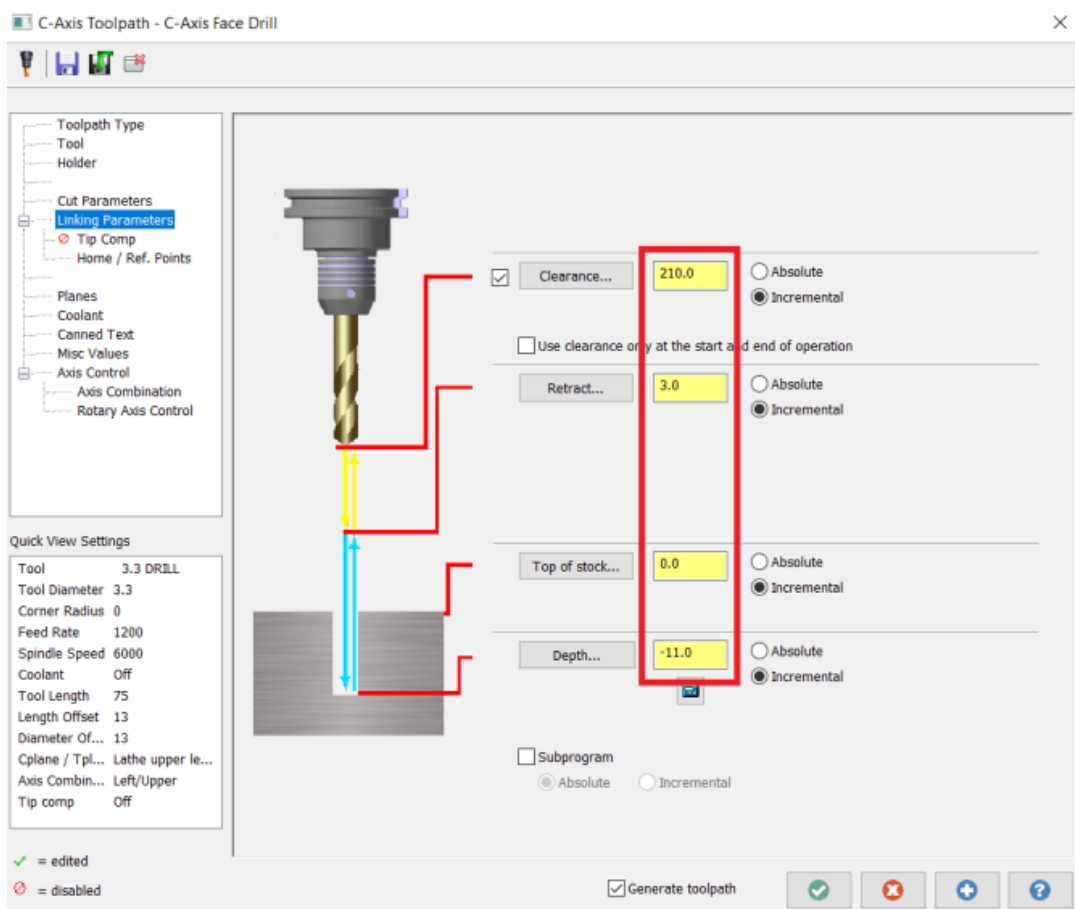 C-Axis Toolpath - C-Axis Face Drill
Toolpath Type
Tool
Holder
Cut Parameters
Linking Parameters
Tip Comp
Home / Ref. Points
Planes
Coolant
Canned Text
Misc Values
Axis Control
Axis Combination
Rotary Axis Control
Quick View Settings
Tool 3.3 DRILL
Tool Diameter 3.3
Corner Radius 0
Feed Rate 1200
Spindle Speed 6000
Coolant Off
Tool Length 75
Length Offset 13
Diameter Of... 13
Cplane / Tpl... Lathe upper le...
Axis Combin... Left/Upper
Tip comp Off
= edited
= disabled
Clearance... 210.0 Absolute
Incremental
Use clearance only at the start and end of operation
Retract... 3.0 Absolute
Incremental
Top of stock... 0.0 Absolute
Incremental
Depth... -11.0 Absolute
Incremental
Subprogram
Absolute Incremental
Generate toolpath